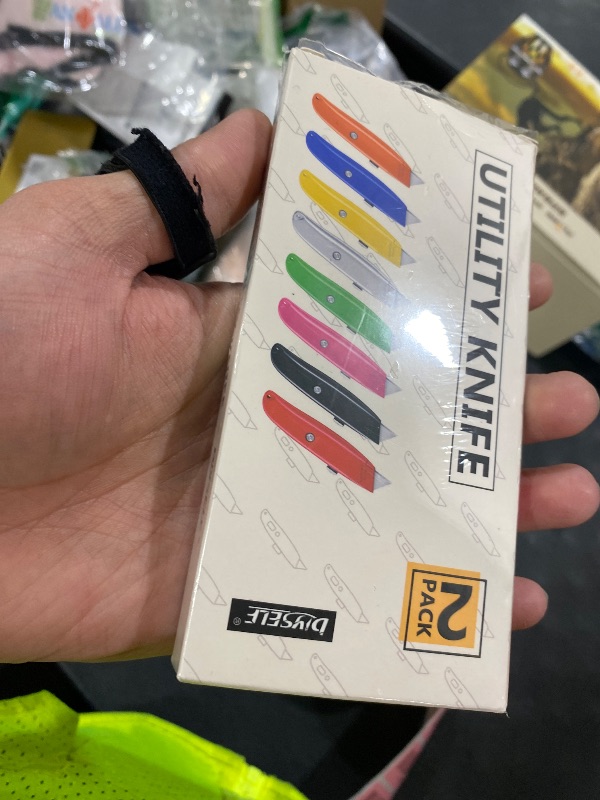 UTILITY KNIFE
2
PACK
DIYSELF®